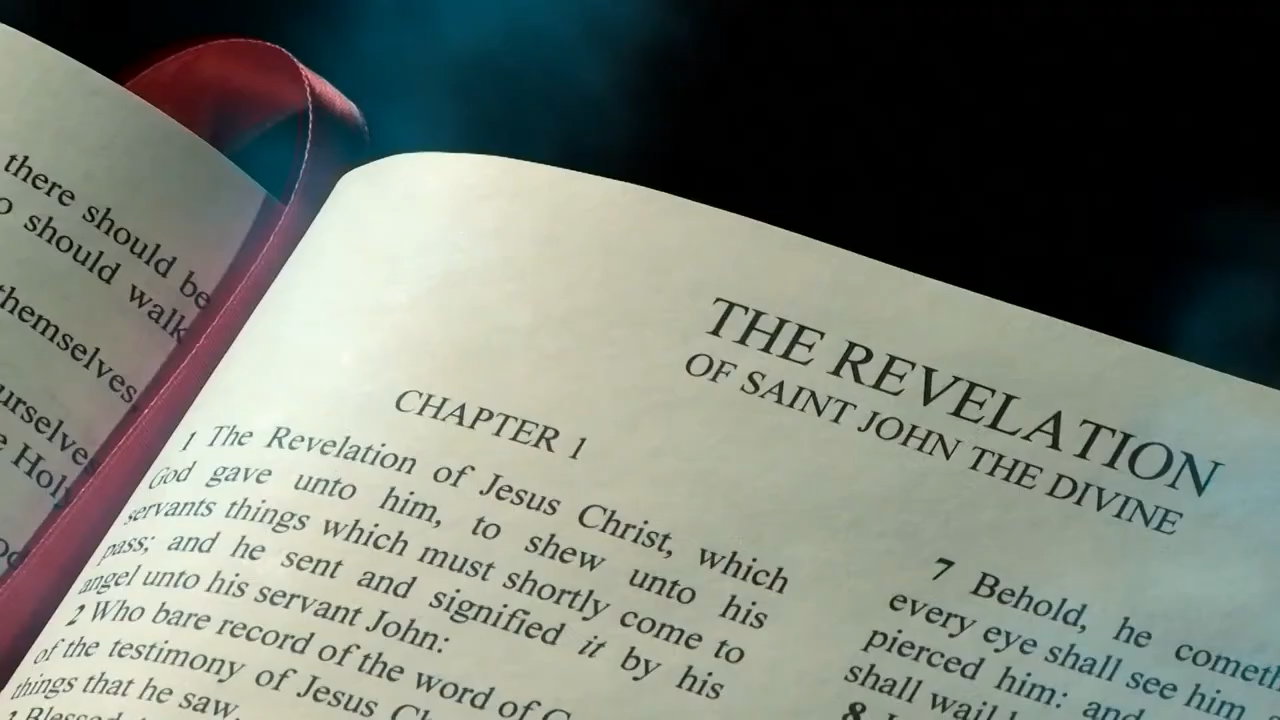 there should be
should walk
themselves
Holy
THE REVELATION
OF SAINT JOHN THE DIVINE
CHAPTER 1
1 The Revelation of Jesus Christ, which
God gave unto him, to shew unto his
servants things which must shortly come to
pass; and he sent and signified it by his
angel unto his servant John:
2 Who bare record of the word of
of the testimony of Jesus
things that he saw.
7 Behold, he cometh
every eye shall see him
pierced him: and
shall wail
8